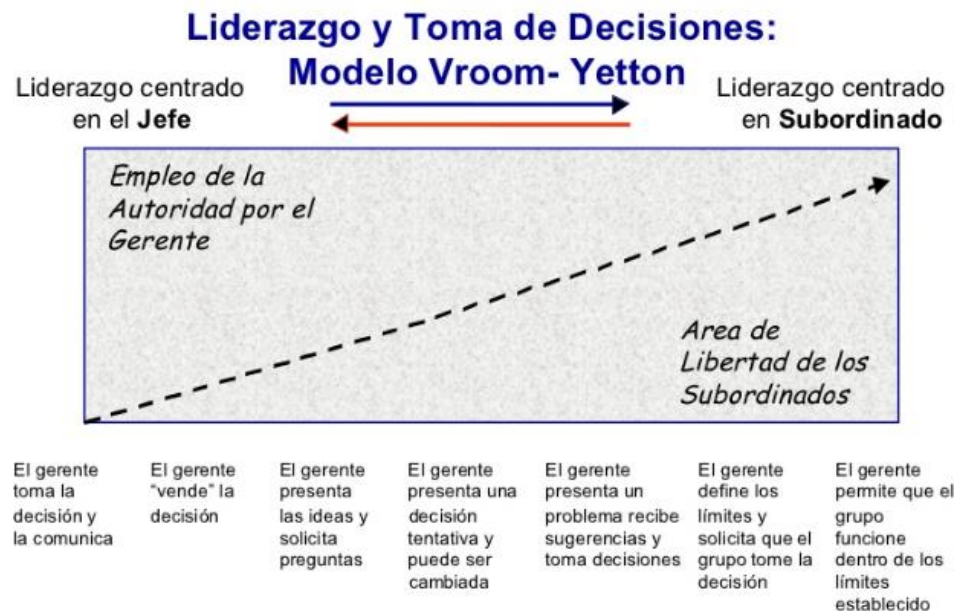 Liderazgo y Toma de Decisiones:
Modelo Vroom- Yetton
Liderazgo centrado
en el Jefe
Liderazgo centrado
en Subordinado
Empleo de la
Autoridad por el
Gerente
Area de
Libertad de los
Subordinados
El gerente
toma la
decisión y
la comunica
El gerente
“vende” la
decisión
El gerente
presenta
las ideas y
solicita
preguntas
El gerente
presenta una
decisión
tentativa y
puede ser
cambiada
El gerente
presenta un
problema recibe
sugerencias y
toma decisiones
El gerente
define los
límites y
solicita que el
grupo tome la
decisión
El gerente
permite que el
grupo
funcione
dentro de los
límites
establecido